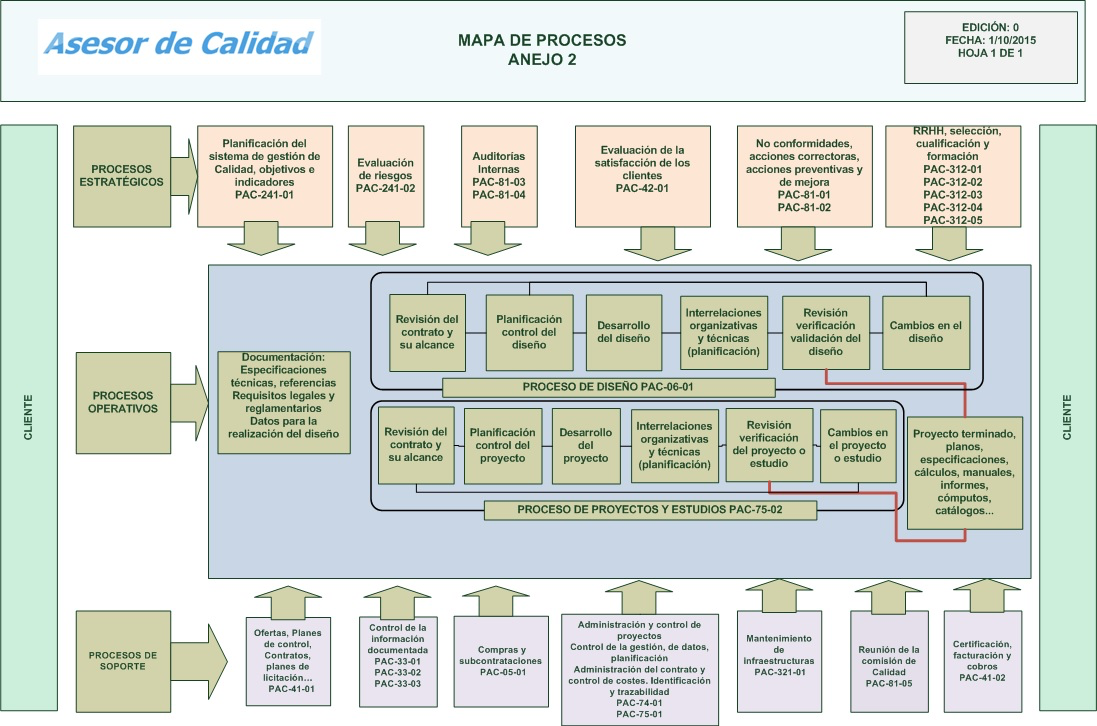 Asesor de Calidad
MAPA DE PROCESOS
ANEJO 2
EDICIÓN: 0
FECHA: 1/10/2015
HOJA 1 DE 1
CLIENTE
PROCESOS
ESTRATÉGICOS
Planificación del
sistema de gestión de
Calidad, objetivos e
indicadores
PAC-241-01
Evaluación
de riesgos
PAC-241-02
Auditorías
Internas
PAC-81-03
PAC-81-04
Evaluación de la
satisfacción de los
clientes
PAC-42-01
No conformidades,
acciones correctoras,
acciones preventivas y
de mejora
PAC-81-01
PAC-81-02
RRHH, selección,
cualificación y
formación
PAC-312-01
PAC-312-02
PAC-312-03
PAC-312-04
PAC-312-05
PROCESOS
OPERATIVOS
Documentación:
Especificaciones
técnicas, referencias
Requisitos legales y
reglamentarios
Datos para la
realización del diseño
Revisión del
contrato y
su alcance
Planificación
control del
diseño
Desarrollo
del diseño
Interrelaciones
organizativas
y técnicas
(planificación)
Revisión
verificación
validación del
diseño
Cambios en el
diseño
PROCESO DE DISEÑO PAC-06-01
Revisión del
contrato y
su alcance
Planificación
control del
proyecto
Desarrollo
del
proyecto
Interrelaciones
organizativas
y técnicas
(planificación)
Revisión
verificación
del proyecto o
estudio
Cambios en
el proyecto
o estudio
PROCESO DE PROYECTOS Y ESTUDIOS PAC-75-02
Proyecto terminado,
planos,
especificaciones,
cálculos, manuales,
informes,
cómputos,
catálogos...
CLIENTE
PROCESOS DE
SOPORTE
Ofertas, Planes
de control,
Contratos,
planes de
licitación...
PAC-41-01
Control de la
información
documentada
PAC-33-01
PAC-33-02
PAC-33-03
Compras y
subcontrataciones
PAC-05-01
Administración y control de
proyectos
Control de la gestión, de datos,
planificación
Administración del contrato y
control de costes. Identificación
y trazabilidad
PAC-74-01
PAC-75-01
Mantenimiento
de
infraestructuras
PAC-321-01
Reunión de la
comisión de
Calidad
PAC-81-05
Certificación,
facturación y
cobros
PAC-41-02